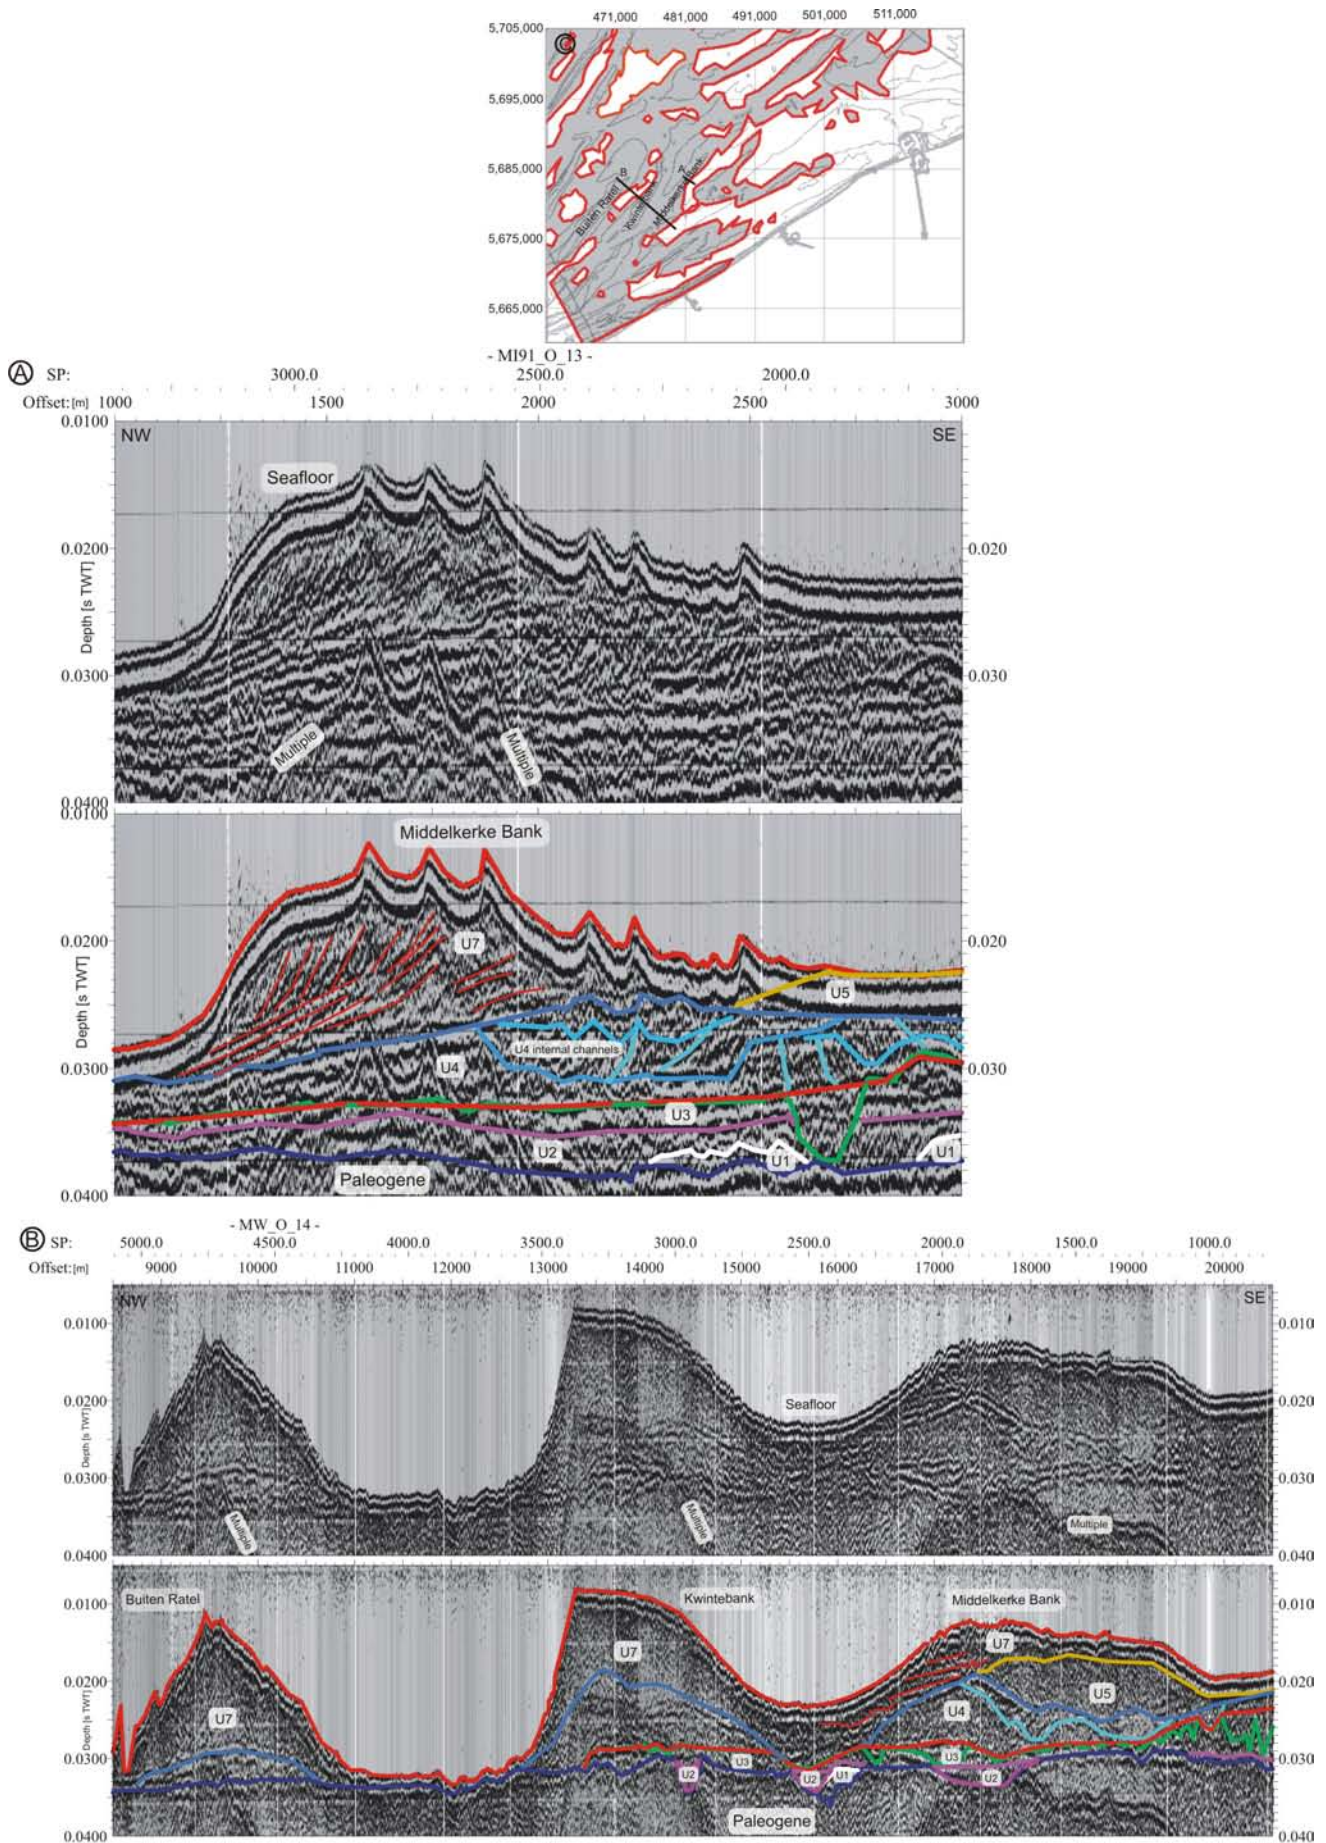 471,000 481,000 491,000 501,000 511,000
5,705,000
C
5,695,000
5,685,000
5,675,000
5,665,000
B
A
Buiten Ratel
Kwintebank
Middelkerke Bank
- MI91_O_13 -
A SP: 3000.0 2500.0 2000.0
Offset:[m] 1000 1500 2000 2500 3000
0.0100
NW SE
Seafloor
0.0200 0.020
Depth [s TWT]
0.0300 0.030
Multiple Multiple
0.0400
0.0100
Middelkerke Bank
0.0200 U7 0.020
Depth [s TWT]
U5
U4 internal channels
0.0300 U4 0.030
U3
U2 U1 U1
Paleogene
0.0400
- MW_O_14 -
B SP: 5000.0 4500.0 4000.0 3500.0 3000.0 2500.0 2000.0 1500.0 1000.0
Offset:[m] 9000 10000 11000 12000 13000 14000 15000 16000 17000 18000 19000 20000
NW SE
0.0100 0.010
Seafloor
0.0200 0.020
Depth [s TWT]
0.0300 0.030
Multiple Multiple Multiple
0.0400 0.040
Buiten Ratel Kwintebank Middelkerke Bank
0.0100 0.010
U7 U7
0.0200 0.020
U5
U7 U4
Depth [s TWT]
0.0300 U3 U3 0.030
U2 U2 U1 U2
Paleogene
0.0400 0.040